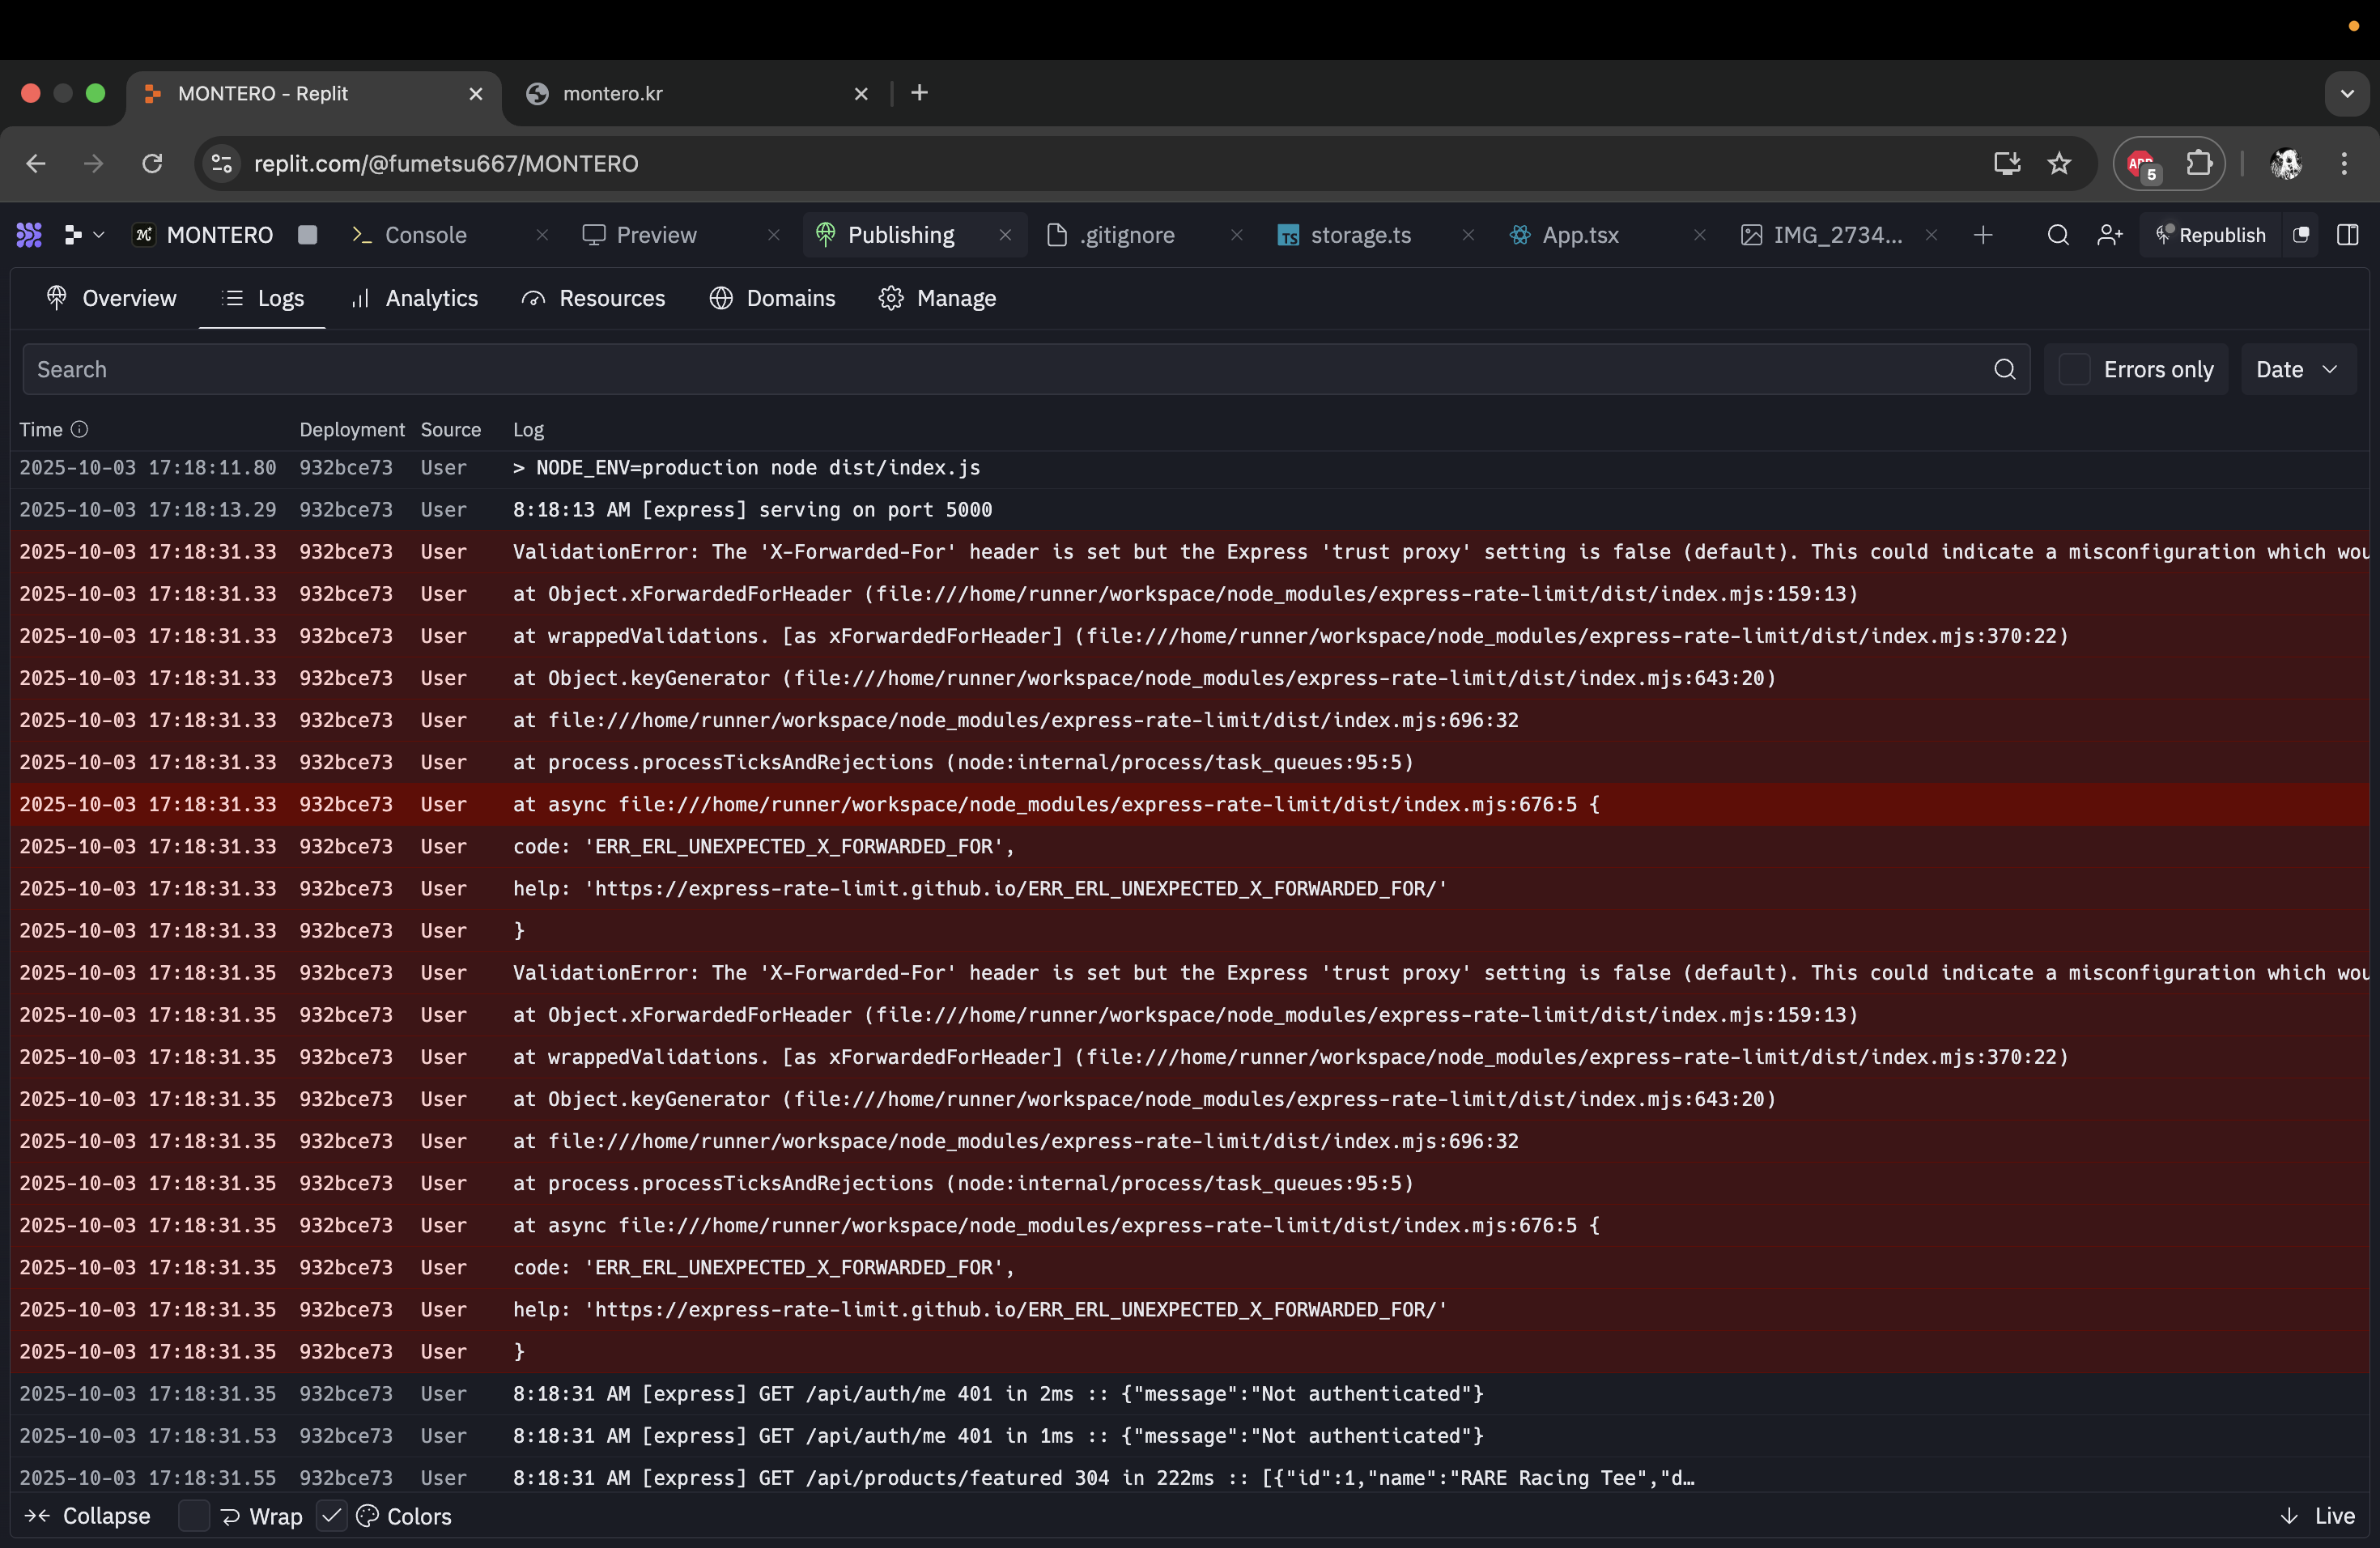 MONTERO - Replit
montero.kr
replit.com/@fumetsu667/MONTERO
5
MONTERO
Console
Preview
Publishing
.gitignore
TS storage.ts
App.tsx
IMG_2734...
Republish
Overview
Logs
Analytics
Resources
Domains
Manage
Search
Errors only
Date
Time Deployment Source Log
2025-10-03 17:18:11.80 932bce73 User > NODE_ENV=production node dist/index.js
2025-10-03 17:18:13.29 932bce73 User 8:18:13 AM [express] serving on port 5000
2025-10-03 17:18:31.33 932bce73 User ValidationError: The 'X-Forwarded-For' header is set but the Express 'trust proxy' setting is false (default). This could indicate a misconfiguration which wou
2025-10-03 17:18:31.33 932bce73 User at Object.xForwardedForHeader (file:///home/runner/workspace/node_modules/express-rate-limit/dist/index.mjs:159:13)
2025-10-03 17:18:31.33 932bce73 User at wrappedValidations. [as xForwardedForHeader] (file:///home/runner/workspace/node_modules/express-rate-limit/dist/index.mjs:370:22)
2025-10-03 17:18:31.33 932bce73 User at Object.keyGenerator (file:///home/runner/workspace/node_modules/express-rate-limit/dist/index.mjs:643:20)
2025-10-03 17:18:31.33 932bce73 User at file:///home/runner/workspace/node_modules/express-rate-limit/dist/index.mjs:696:32
2025-10-03 17:18:31.33 932bce73 User at process.processTicksAndRejections (node:internal/process/task_queues:95:5)
2025-10-03 17:18:31.33 932bce73 User at async file:///home/runner/workspace/node_modules/express-rate-limit/dist/index.mjs:676:5 {
2025-10-03 17:18:31.33 932bce73 User code: 'ERR_ERL_UNEXPECTED_X_FORWARDED_FOR',
2025-10-03 17:18:31.33 932bce73 User help: 'https://express-rate-limit.github.io/ERR_ERL_UNEXPECTED_X_FORWARDED_FOR/'
2025-10-03 17:18:31.33 932bce73 User }
2025-10-03 17:18:31.35 932bce73 User ValidationError: The 'X-Forwarded-For' header is set but the Express 'trust proxy' setting is false (default). This could indicate a misconfiguration which wou
2025-10-03 17:18:31.35 932bce73 User at Object.xForwardedForHeader (file:///home/runner/workspace/node_modules/express-rate-limit/dist/index.mjs:159:13)
2025-10-03 17:18:31.35 932bce73 User at wrappedValidations. [as xForwardedForHeader] (file:///home/runner/workspace/node_modules/express-rate-limit/dist/index.mjs:370:22)
2025-10-03 17:18:31.35 932bce73 User at Object.keyGenerator (file:///home/runner/workspace/node_modules/express-rate-limit/dist/index.mjs:643:20)
2025-10-03 17:18:31.35 932bce73 User at file:///home/runner/workspace/node_modules/express-rate-limit/dist/index.mjs:696:32
2025-10-03 17:18:31.35 932bce73 User at process.processTicksAndRejections (node:internal/process/task_queues:95:5)
2025-10-03 17:18:31.35 932bce73 User at async file:///home/runner/workspace/node_modules/express-rate-limit/dist/index.mjs:676:5 {
2025-10-03 17:18:31.35 932bce73 User code: 'ERR_ERL_UNEXPECTED_X_FORWARDED_FOR',
2025-10-03 17:18:31.35 932bce73 User help: 'https://express-rate-limit.github.io/ERR_ERL_UNEXPECTED_X_FORWARDED_FOR/'
2025-10-03 17:18:31.35 932bce73 User }
2025-10-03 17:18:31.35 932bce73 User 8:18:31 AM [express] GET /api/auth/me 401 in 2ms :: {"message":"Not authenticated"}
2025-10-03 17:18:31.53 932bce73 User 8:18:31 AM [express] GET /api/auth/me 401 in 1ms :: {"message":"Not authenticated"}
2025-10-03 17:18:31.55 932bce73 User 8:18:31 AM [express] GET /api/products/featured 304 in 222ms :: [{"id":1,"name":"RARE Racing Tee","d…
Collapse
Wrap
Colors
Live